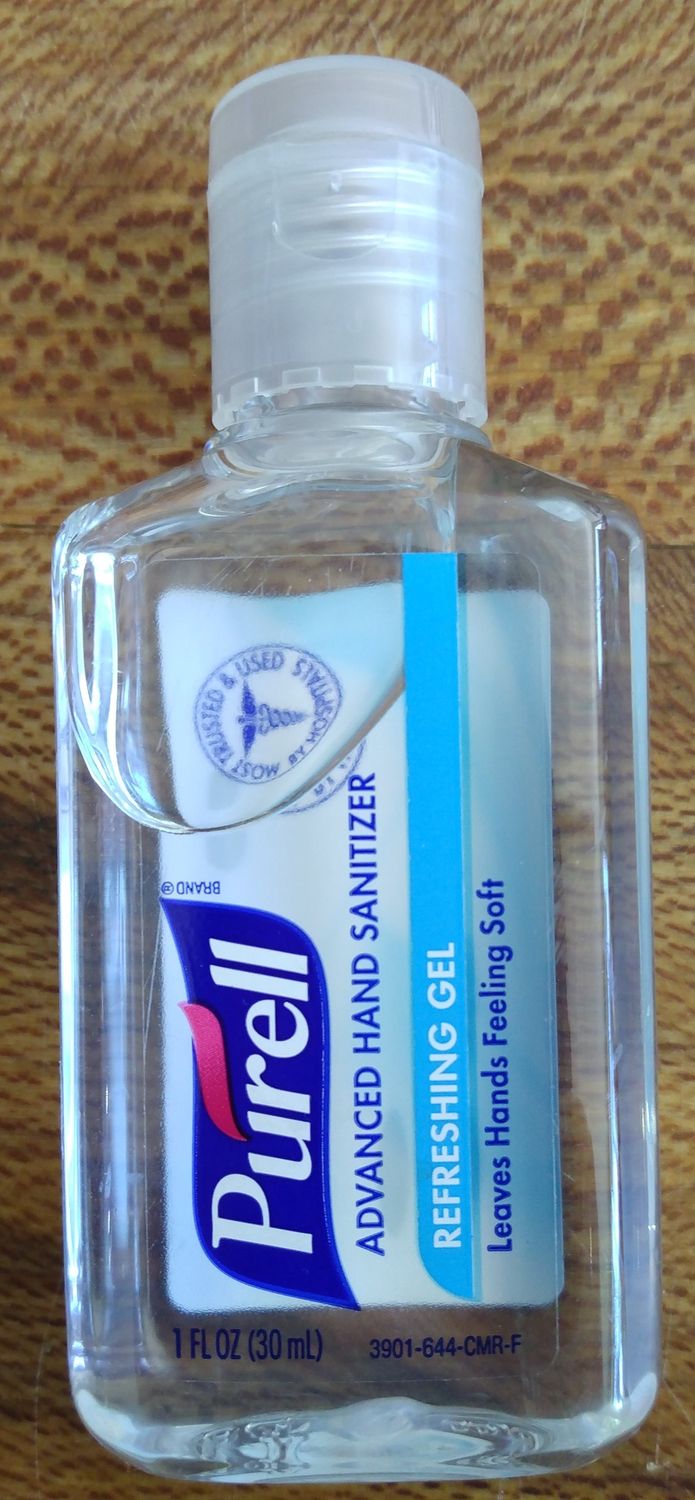 MOST TRUSTED & USED
BY HOSPITALS
BRAND®
Purell
ADVANCED HAND SANITIZER
REFRESHING GEL
Leaves Hands Feeling Soft
1 FL OZ (30 mL)
3901-644-CMR-F